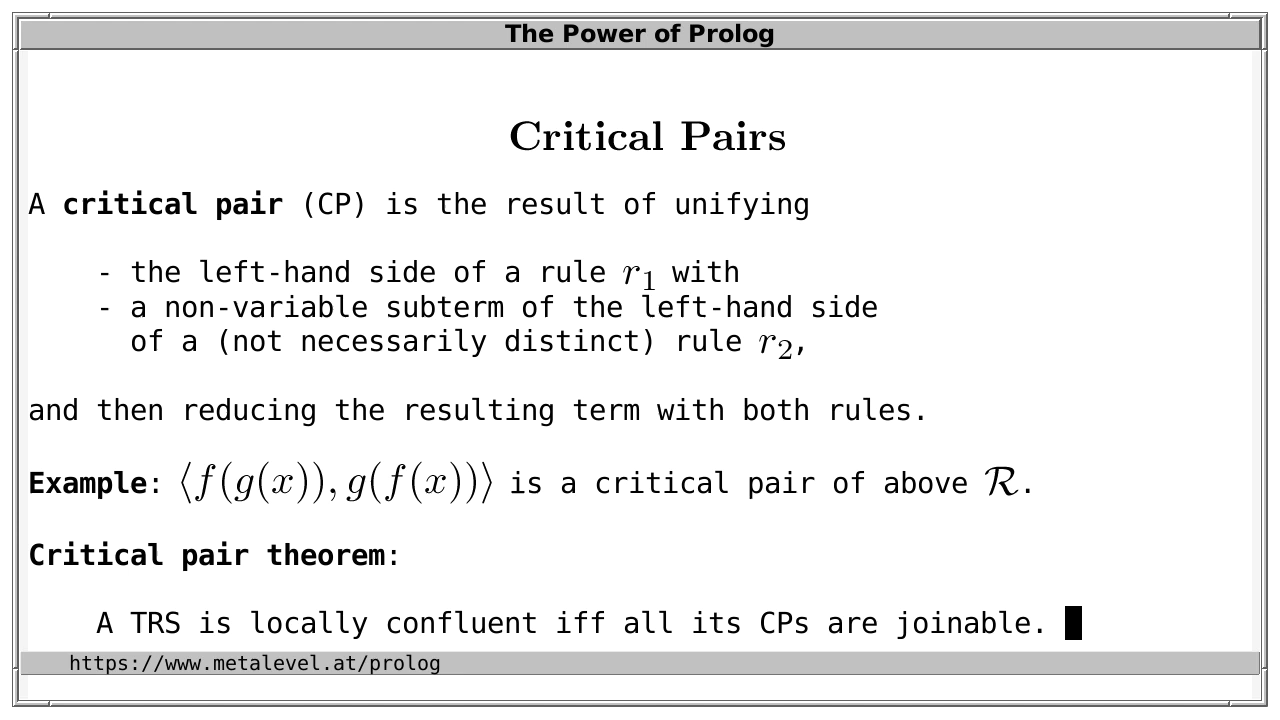 The Power of Prolog
Critical Pairs
A critical pair (CP) is the result of unifying
- the left-hand side of a rule r₁ with
- a non-variable subterm of the left-hand side
of a (not necessarily distinct) rule r₂,
and then reducing the resulting term with both rules.
Example: ⟨f(g(x)), g(f(x))⟩ is a critical pair of above ℛ.
Critical pair theorem:
A TRS is locally confluent iff all its CPs are joinable.
https://www.metalevel.at/prolog